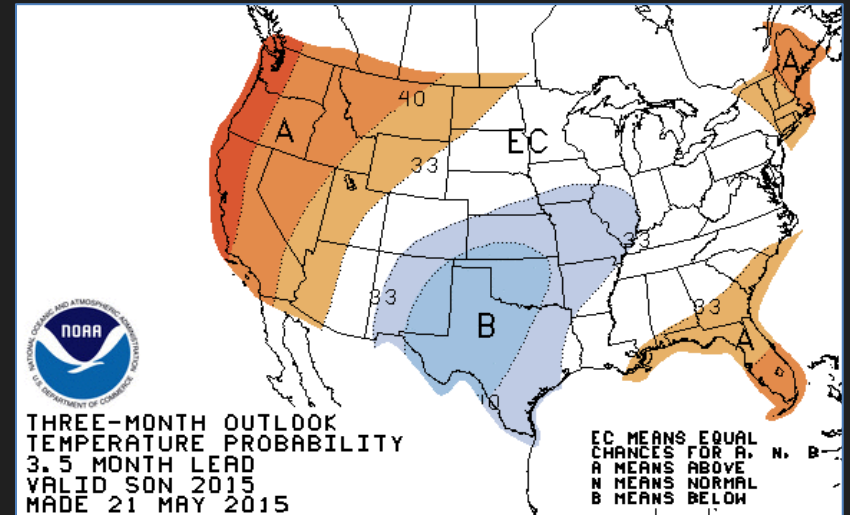 A
A
40
EC
33
33
33
B
33
A
NATIONAL OCEANIC AND ATMOSPHERIC ADMINISTRATION
NOAA
U.S. DEPARTMENT OF COMMERCE
THREE-MONTH OUTLOOK
TEMPERATURE PROBABILITY
3.5 MONTH LEAD
VALID SON 2015
MADE 21 MAY 2015
EC MEANS EQUAL
CHANCES FOR A, N, B
A MEANS ABOVE
N MEANS NORMAL
B MEANS BELOW